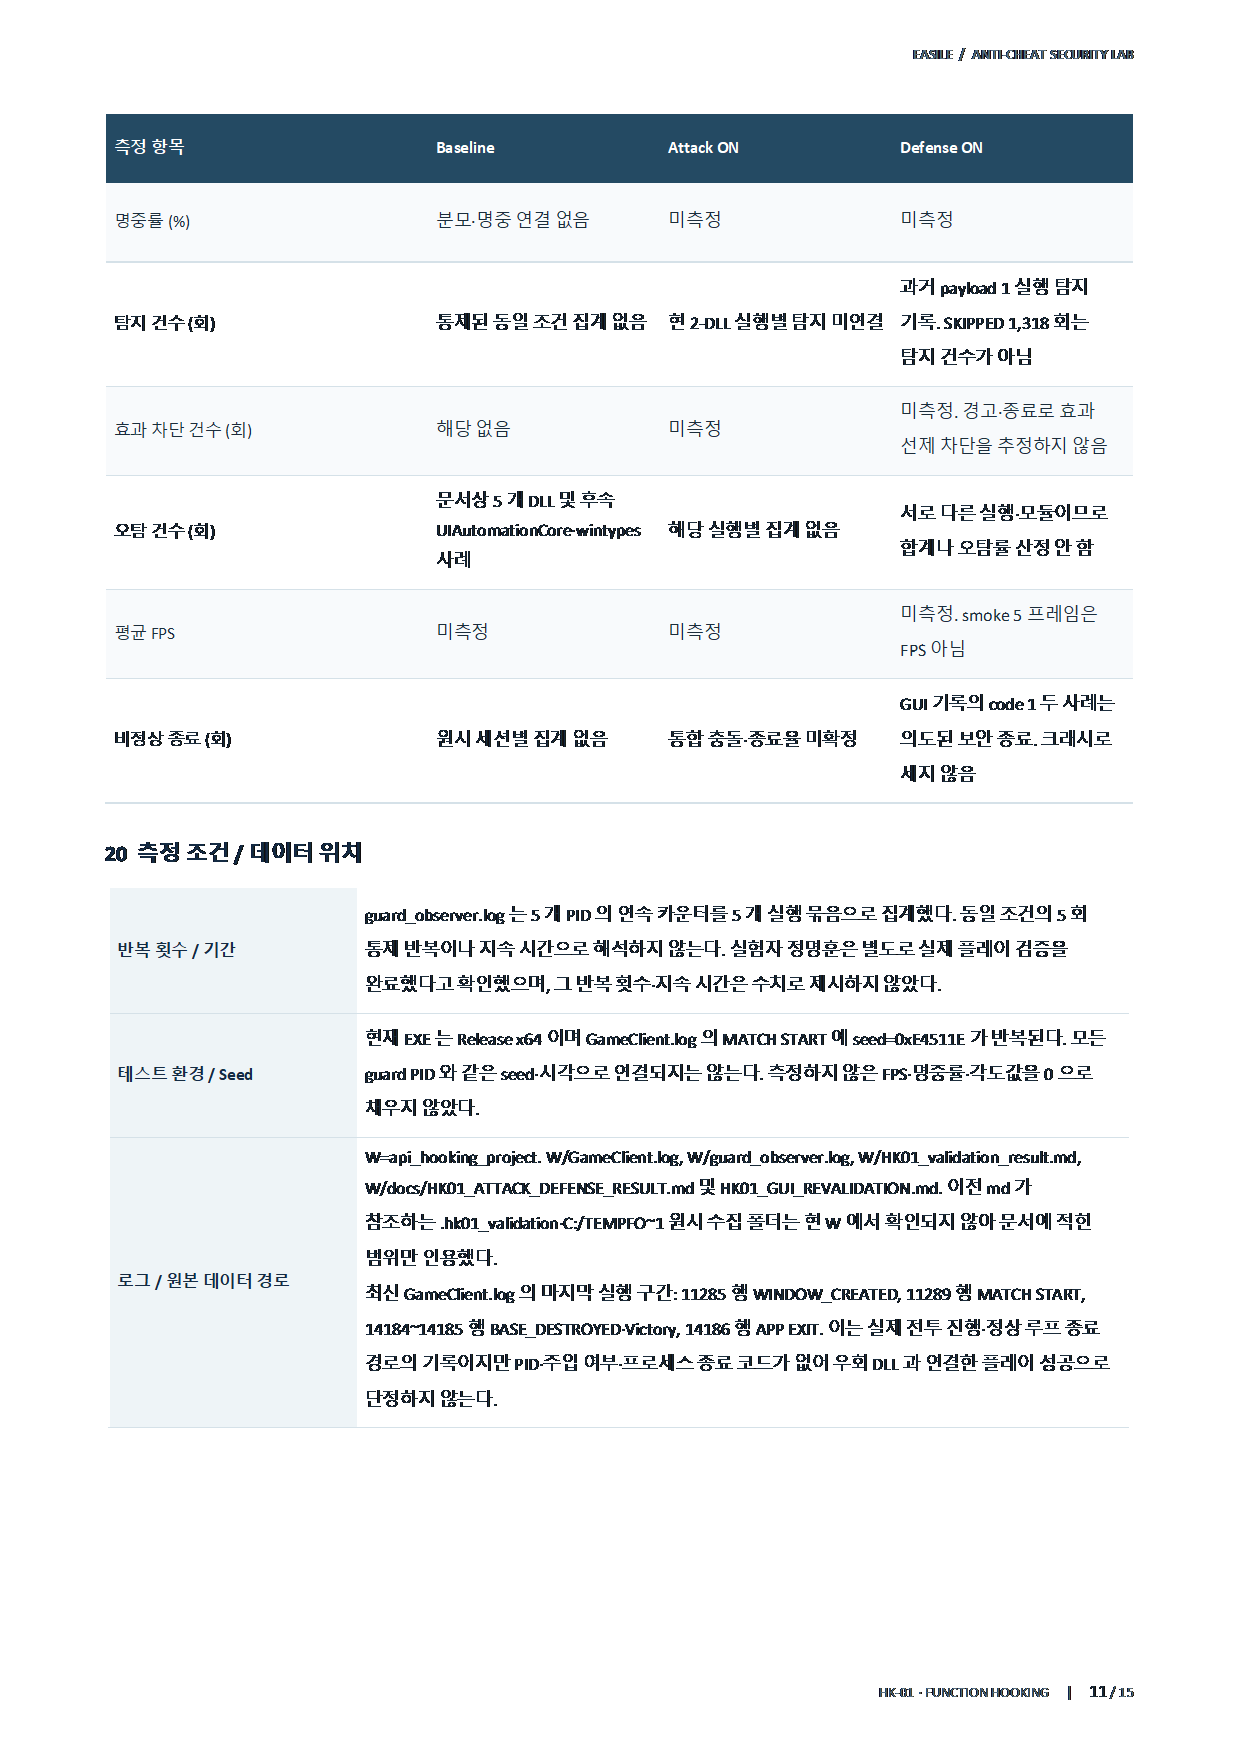 EASILE / ANTI-CHEAT SECURITY LAB
측정 항목 Baseline Attack ON Defense ON
명중률 (%) 분모·명중 연결 없음 미측정 미측정
탐지 건수 (회) 통제된 동일 조건 집계 없음 현 2-DLL 실행별 탐지 미연결 과거 payload 1 실행 탐지
기록. SKIPPED 1,318 회는
탐지 건수가 아님
효과 차단 건수 (회) 해당 없음 미측정 미측정. 경고·종료로 효과
선제 차단을 추정하지 않음
오탐 건수 (회) 문서상 5 개 DLL 및 후속
UIAutomationCore·wintypes
사례 해당 실행별 집계 없음 서로 다른 실행·모듈이므로
합계나 오탐률 산정 안 함
평균 FPS 미측정 미측정 미측정. smoke 5 프레임은
FPS 아님
비정상 종료 (회) 원시 세션별 집계 없음 통합 충돌·종료율 미확정 GUI 기록의 code 1 두 사례는
의도된 보안 종료. 크래시로
세지 않음
20 측정 조건 / 데이터 위치
반복 횟수 / 기간
guard_observer.log 는 5 개 PID 의 연속 카운터를 5 개 실행 묶음으로 집계했다. 동일 조건의 5 회
통제 반복이나 지속 시간으로 해석하지 않는다. 실험자 정명훈은 별도로 실제 플레이 검증을
완료했다고 확인했으며, 그 반복 횟수·지속 시간은 수치로 제시하지 않았다.
테스트 환경 / Seed
현재 EXE 는 Release x64 이며 GameClient.log 의 MATCH START 에 seed=0xE4511E 가 반복된다. 모든
guard PID 와 같은 seed·시각으로 연결되지는 않는다. 측정하지 않은 FPS·명중률·각도값을 0 으로
채우지 않았다.
로그 / 원본 데이터 경로
W=api_hooking_project. W/GameClient.log, W/guard_observer.log, W/HK01_validation_result.md,
W/docs/HK01_ATTACK_DEFENSE_RESULT.md 및 HK01_GUI_REVALIDATION.md. 이전 md 가
참조하는 .hk01_validation·C:/TEMPFO~1 원시 수집 폴더는 현 W 에서 확인되지 않아 문서에 적힌
범위만 인용했다.
최신 GameClient.log 의 마지막 실행 구간: 11285 행 WINDOW_CREATED, 11289 행 MATCH START,
14184~14185 행 BASE_DESTROYED·Victory, 14186 행 APP EXIT. 이는 실제 전투 진행·정상 루프 종료
경로의 기록이지만 PID·주입 여부·프로세스 종료 코드가 없어 우회 DLL 과 연결한 플레이 성공으로
단정하지 않는다.
HK-01 · FUNCTION HOOKING | 11 / 15